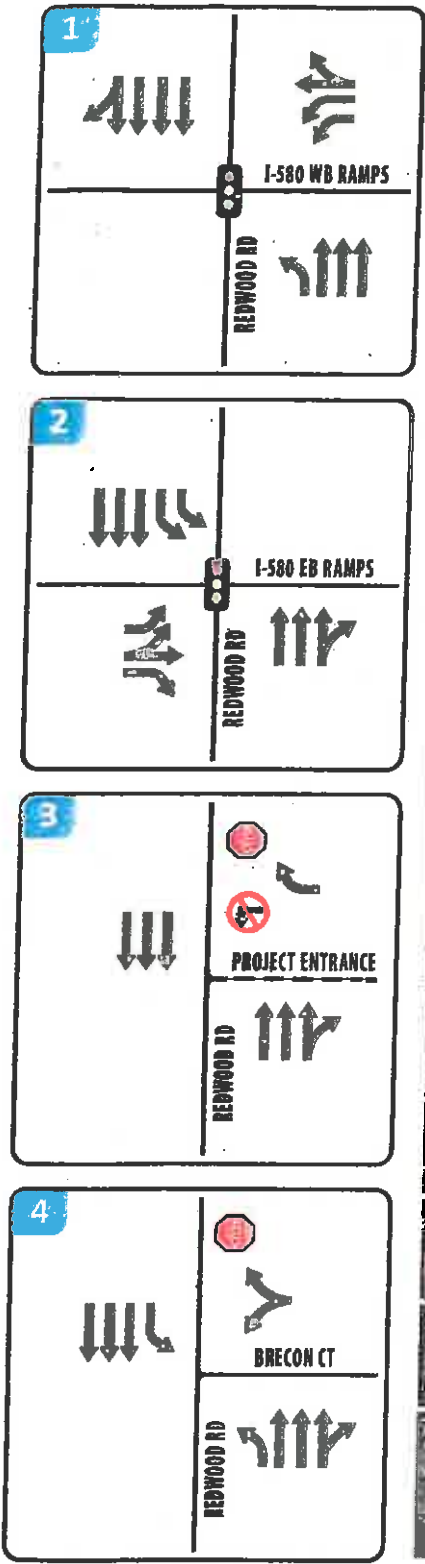 1
REDWOOD RD
I-580 WB RAMPS
2
REDWOOD RD
I-580 EB RAMPS
3
REDWOOD RD
PROJECT ENTRANCE
4
REDWOOD RD
BRECON CT